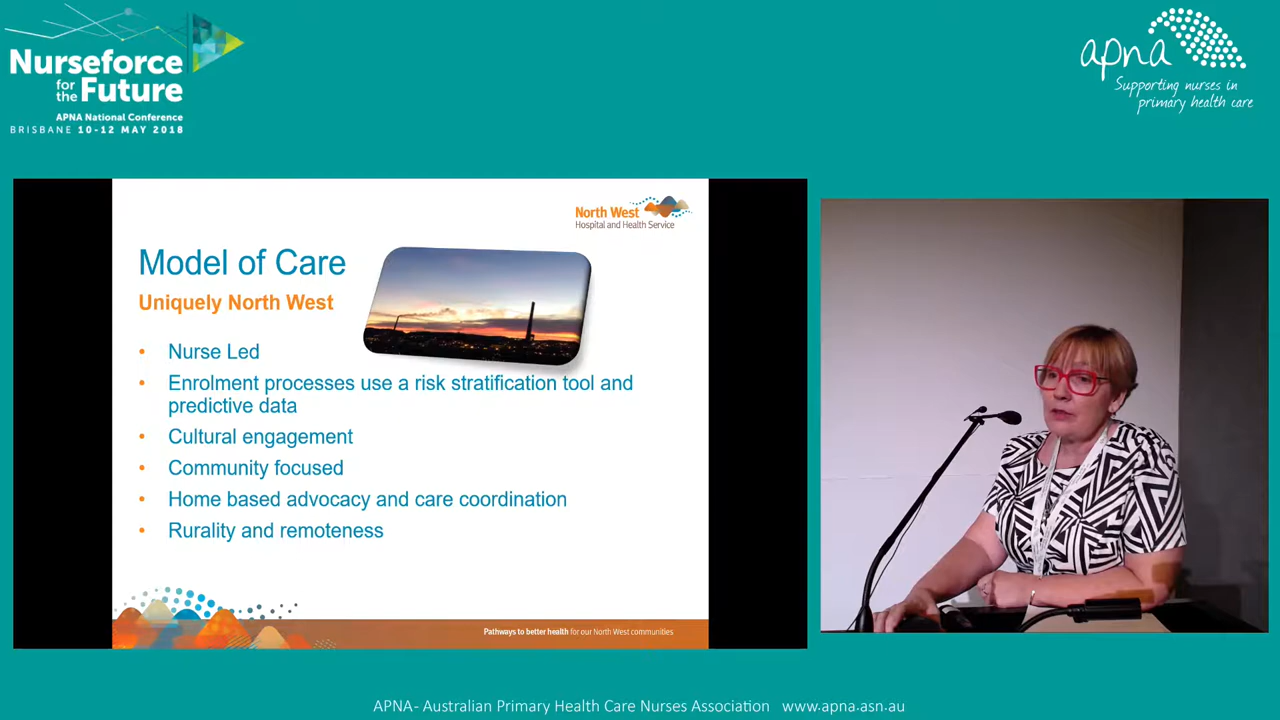 Nurseforce
for the Future
APNA National Conference
BRISBANE 10-12 MAY 2018
apna
Supporting nurses in
primary health care
North West
Hospital and Health Service
Model of Care
Uniquely North West
• Nurse Led
• Enrolment processes use a risk stratification tool and
predictive data
• Cultural engagement
• Community focused
• Home based advocacy and care coordination
• Rurality and remoteness
Pathways to better health for our North West communities
APNA- Australian Primary Health Care Nurses Association www.apna.asn.au